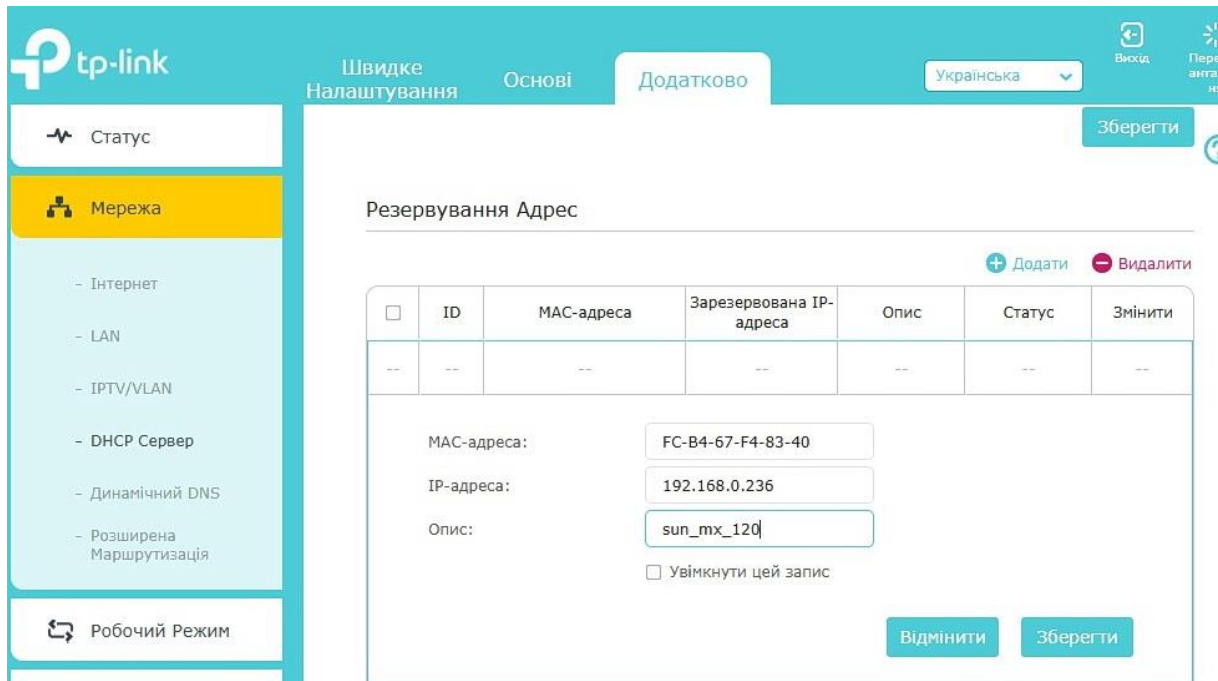 tp-link
Швидке
Налаштування
Основі
Додатково
Українська
Вихід
Зберегти
Статус
Мережа
- Інтернет
- LAN
- IPTV/VLAN
- DHCP Сервер
- Динамічний DNS
- Розширена
Маршрутизація
Робочий Режим
Резервування Адрес
Додати
Видалити
ID
MAC-адреса
Зарезервована IP-
адреса
Опис
Статус
Змінити
-- -- -- -- -- -- --
MAC-адреса:
FC-B4-67-F4-83-40
IP-адреса:
192.168.0.236
Опис:
sun_mx_120
Увімкнути цей запис
Відмінити
Зберегти